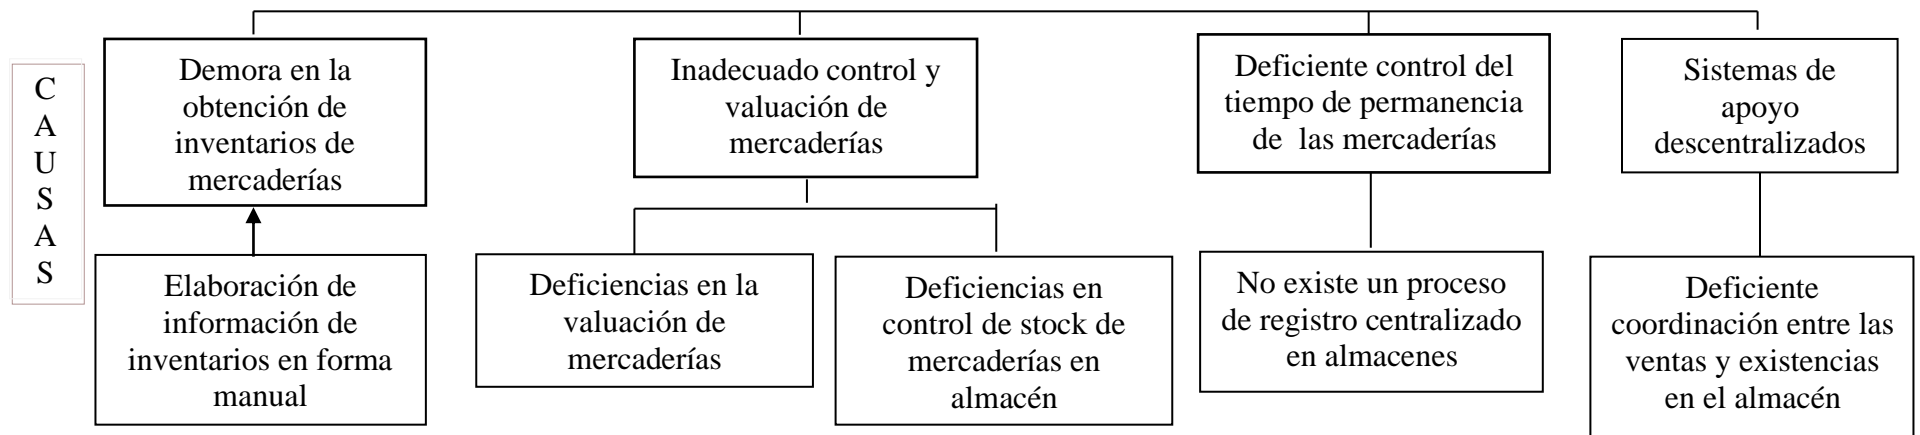 C
A
U
S
A
S
Demora en la
obtención de
inventarios de
mercaderías
Inadecuado control y
valuación de
mercaderías
Deficiente control del
tiempo de permanencia
de las mercaderías
Sistemas de
apoyo
descentralizados
Elaboración de
información de
inventarios en forma
manual
Deficiencias en la
valuación de
mercaderías
Deficiencias en
control de stock de
mercaderías en
almacén
No existe un proceso
de registro centralizado
en almacenes
Deficiente
coordinación entre las
ventas y existencias
en el almacén